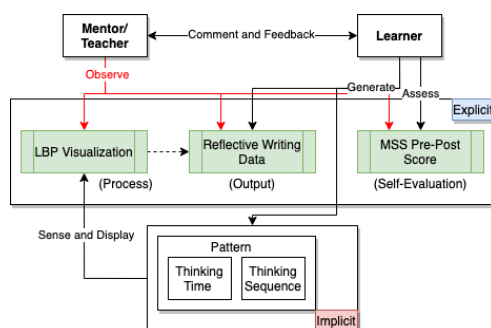 Mentor/
Teacher
Comment and Feedback
Learner
Observe
Generate
Assess
Explicit
LBP Visualization
Reflective Writing
Data
MSS Pre-Post
Score
(Process)
(Output)
(Self-Evaluation)
Sense and Display
Pattern
Thinking
Time
Thinking
Sequence
Implicit